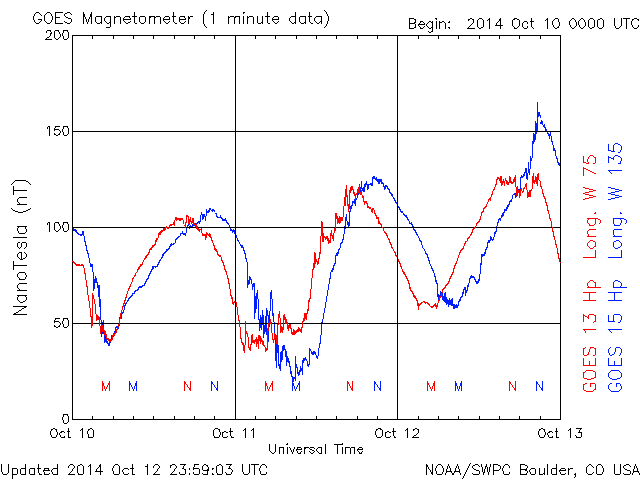 GOES Magnetometer (1 minute data)
Begin: 2014 Oct 10 0000 UTC
200
150
100
50
0
NanoTesla (nT)
M M N N M M N N M M N N
Oct 10 Oct 11 Oct 12 Oct 13
Universal Time
GOES 13 Hp Long. W 75
GOES 15 Hp Long. W 135
Updated 2014 Oct 12 23:59:03 UTC
NOAA/SWPC Boulder, CO USA